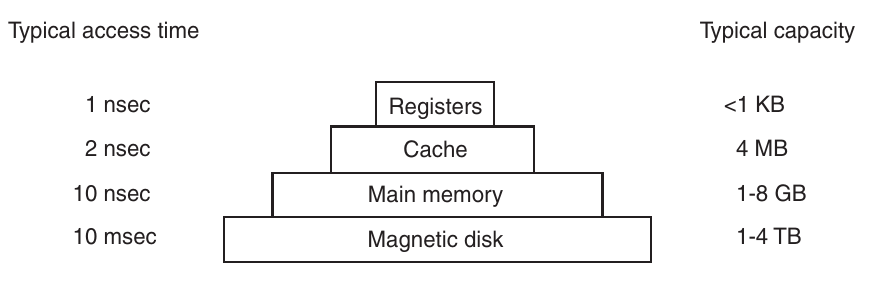 Typical access time Typical capacity
1 nsec Registers <1 KB
2 nsec Cache 4 MB
10 nsec Main memory 1-8 GB
10 msec Magnetic disk 1-4 TB